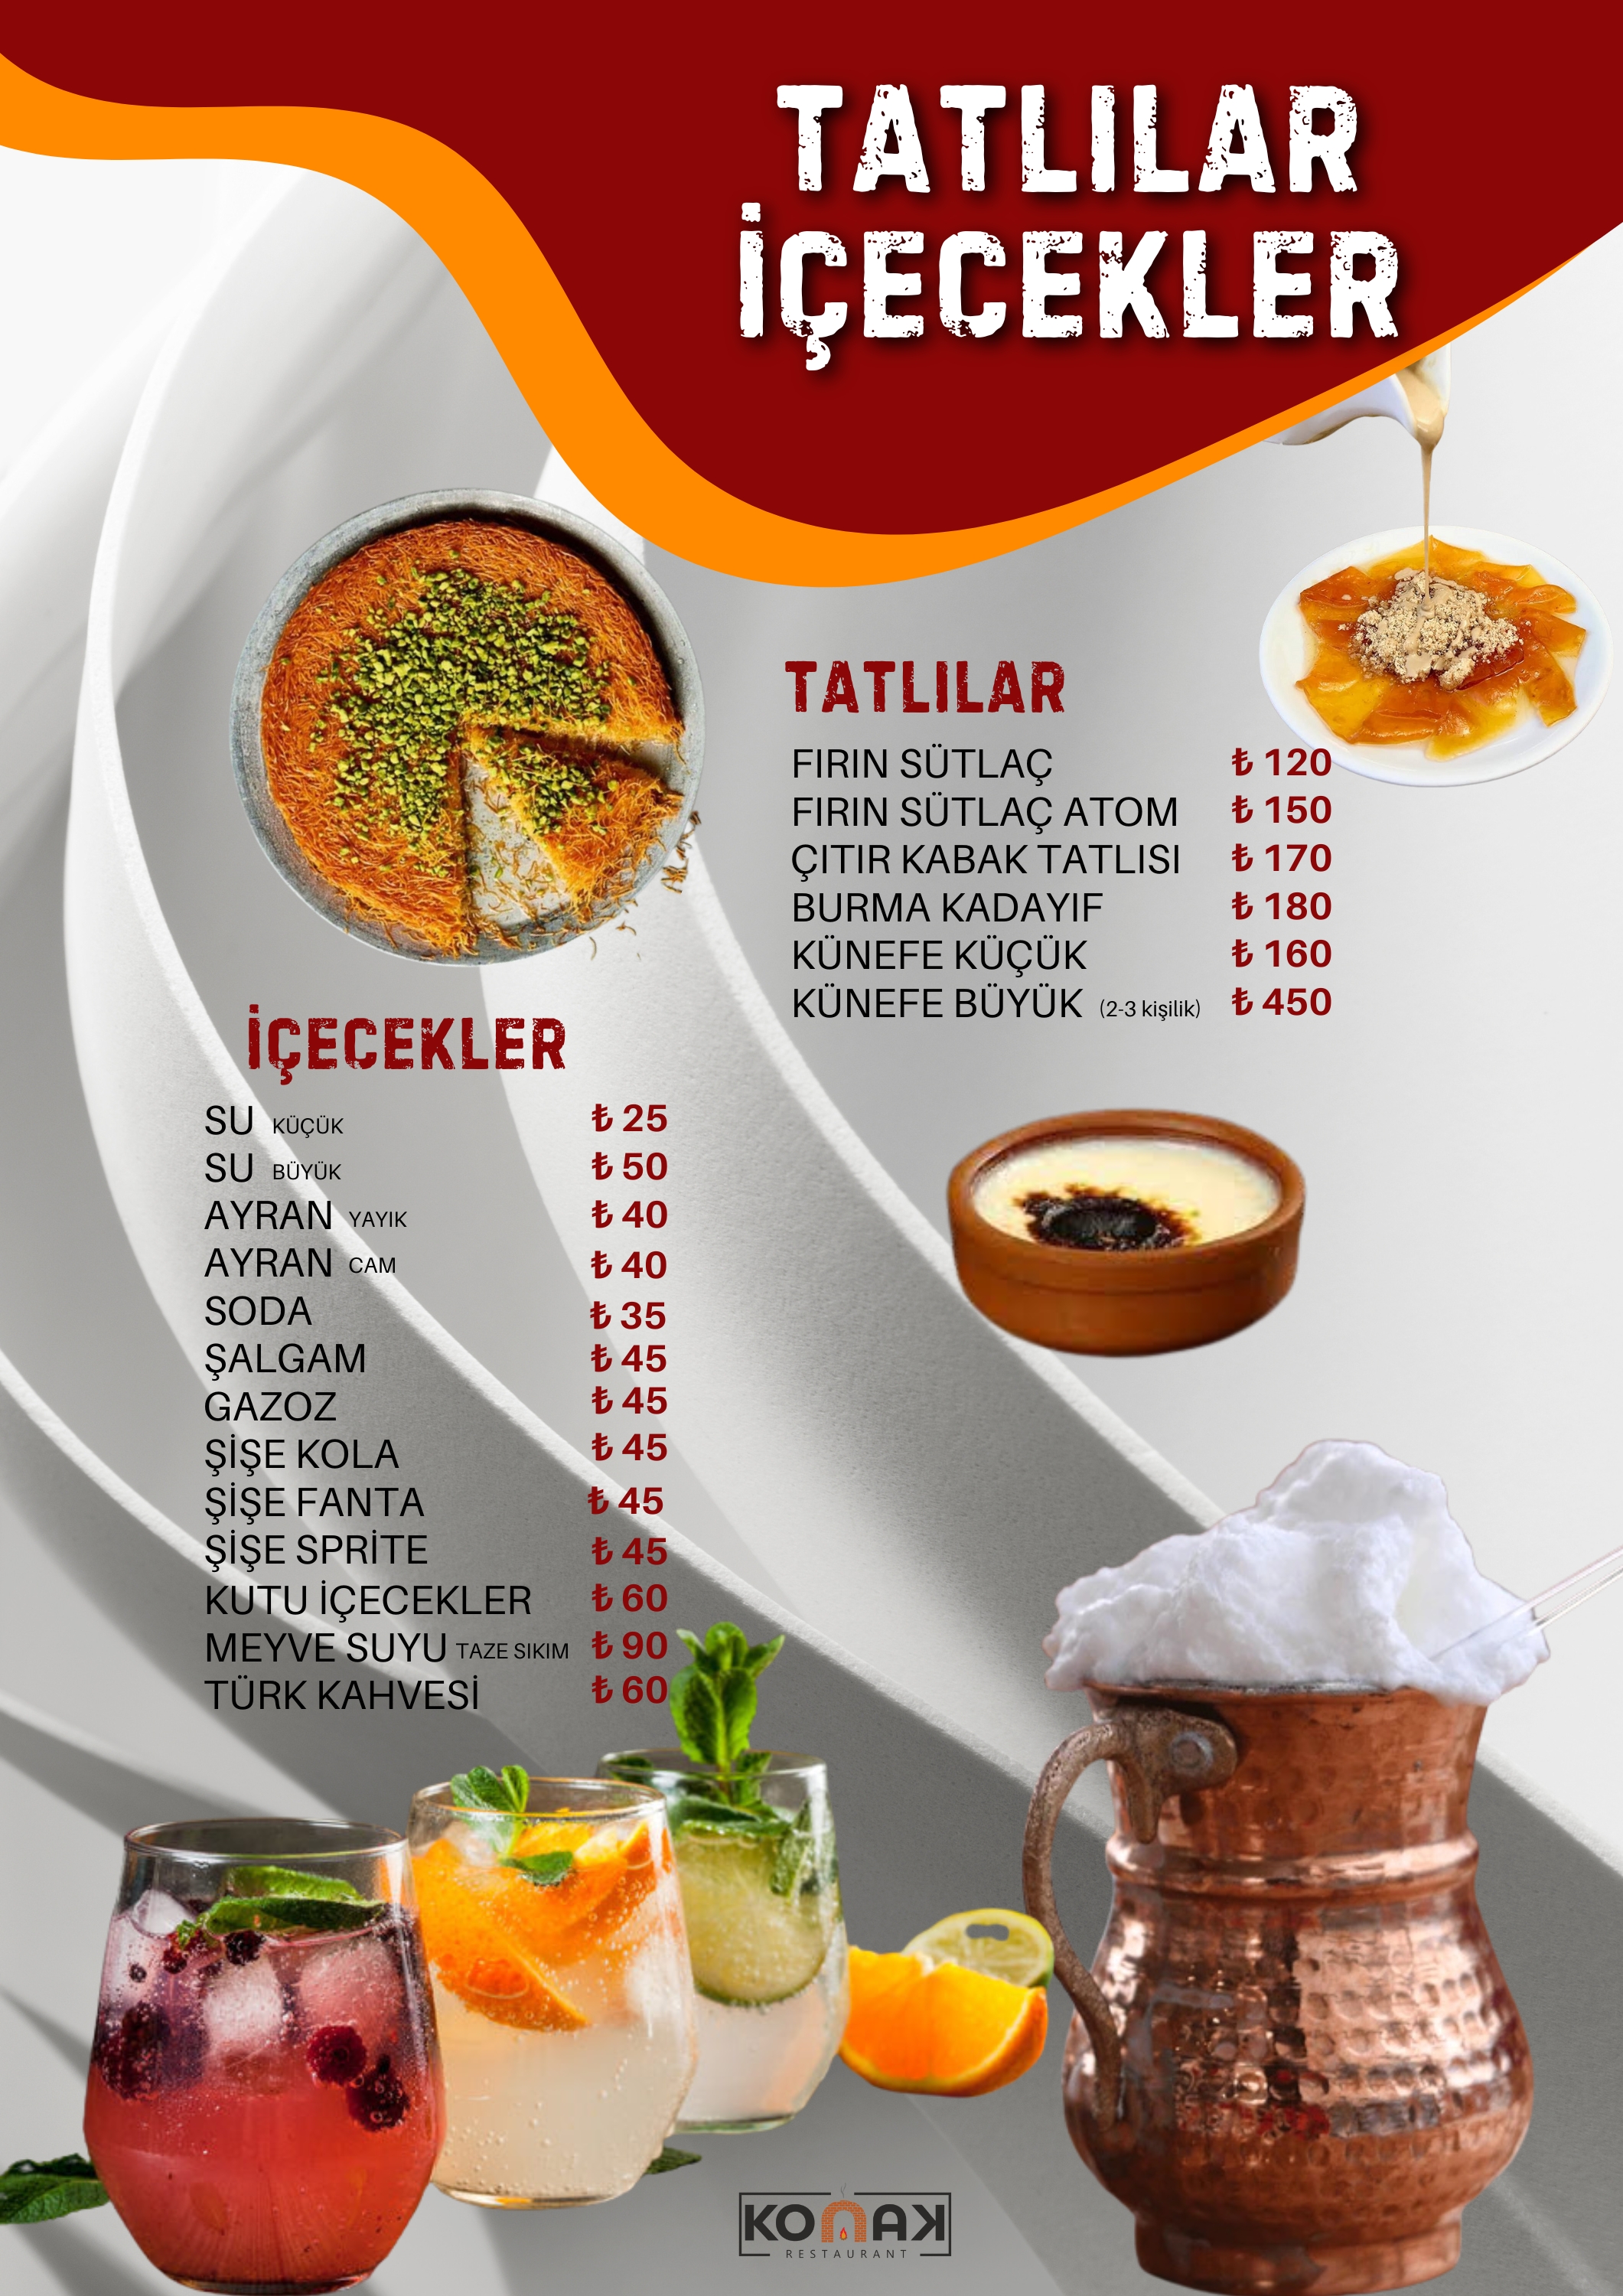 TATLILAR
İÇECEKLER
TATLILAR
FIRIN SÜTLAÇ ₺ 120
FIRIN SÜTLAÇ ATOM ₺ 150
ÇITIR KABAK TATLISI ₺ 170
BURMA KADAYIF ₺ 180
KÜNEFE KÜÇÜK ₺ 160
KÜNEFE BÜYÜK (2-3 kişilik) ₺ 450
İÇECEKLER
SU KÜÇÜK ₺ 25
SU BÜYÜK ₺ 50
AYRAN YAYIK ₺ 40
AYRAN CAM ₺ 40
SODA ₺ 35
ŞALGAM ₺ 45
GAZOZ ₺ 45
ŞİŞE KOLA ₺ 45
ŞİŞE FANTA ₺ 45
ŞİŞE SPRİTE ₺ 45
KUTU İÇECEKLER ₺ 60
MEYVE SUYU TAZE SIKIM ₺ 90
TÜRK KAHVESİ ₺ 60
KONAK
RESTAURANT